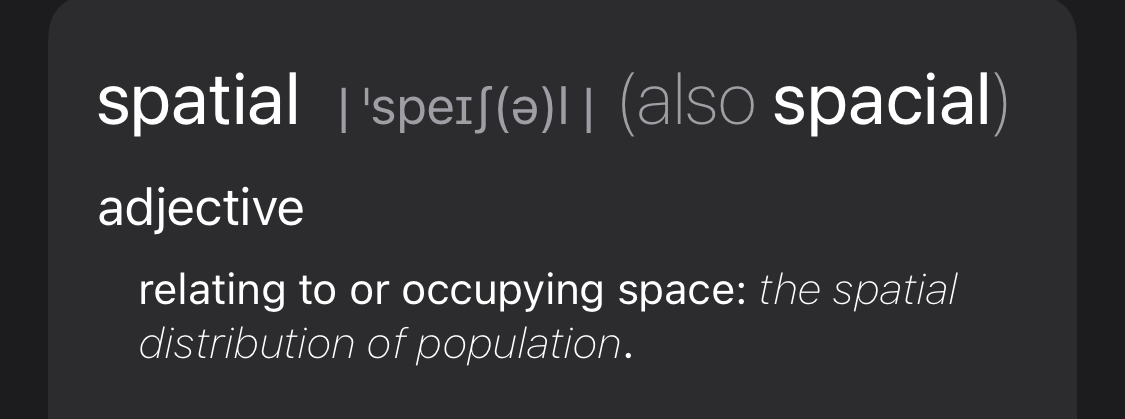 spatial | ˈspeɪʃ(ə)l | (also spacial)
adjective
relating to or occupying space: the spatial
distribution of population.